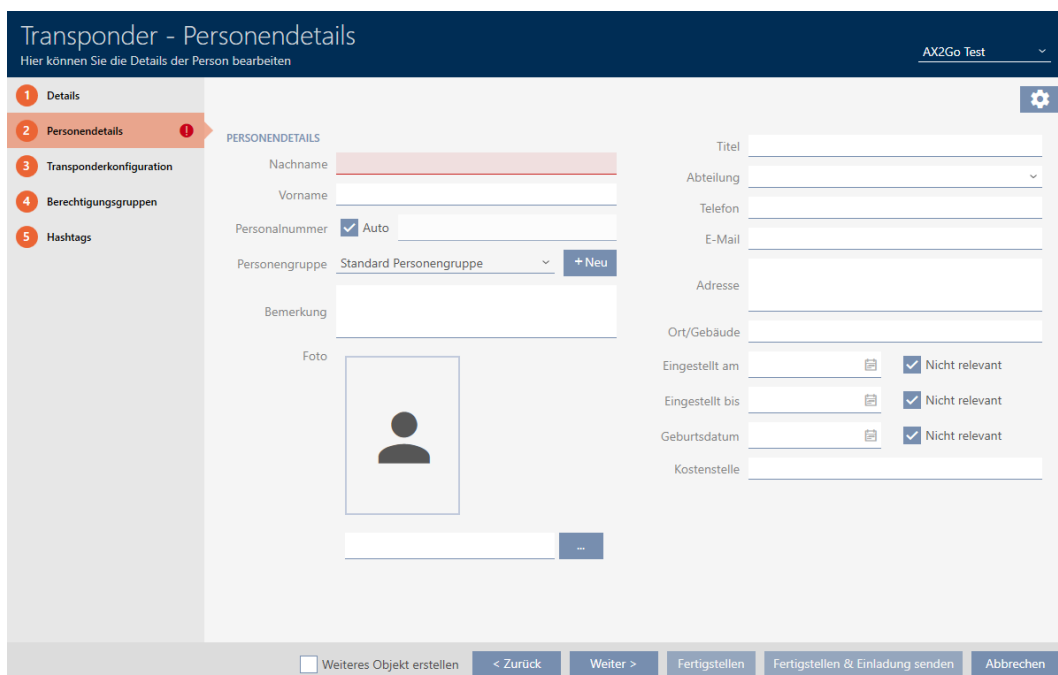 Transponder - Personendetails
Hier können Sie die Details der Person bearbeiten
AX2Go Test
1 Details
2 Personendetails
3 Transponderkonfiguration
4 Berechtigungsgruppen
5 Hashtags
PERSONENDETAILS
Nachname
Vorname
Personalnummer Auto
Personengruppe Standard Personengruppe + Neu
Bemerkung
Foto
...
Titel
Abteilung
Telefon
E-Mail
Adresse
Ort/Gebäude
Eingestellt am Nicht relevant
Eingestellt bis Nicht relevant
Geburtsdatum Nicht relevant
Kostenstelle
Weiteres Objekt erstellen < Zurück Weiter > Fertigstellen Fertigstellen & Einladung senden Abbrechen